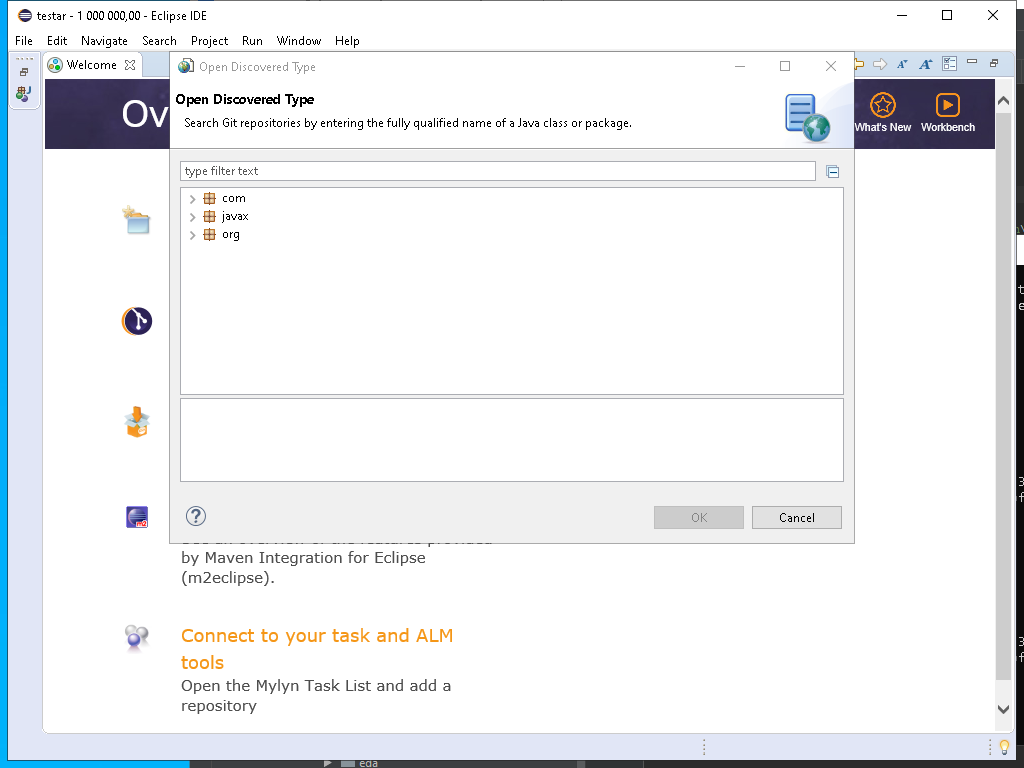 testar - 1 000 000,00 - Eclipse IDE
File Edit Navigate Search Project Run Window Help
Welcome
Open Discovered Type
Ov
What's New
Workbench
Open Discovered Type
Search Git repositories by entering the fully qualified name of a Java class or package.
type filter text
com
javax
org
OK
Cancel
by Maven Integration for Eclipse
(m2eclipse).
Connect to your task and ALM
tools
Open the Mylyn Task List and add a
repository
eda